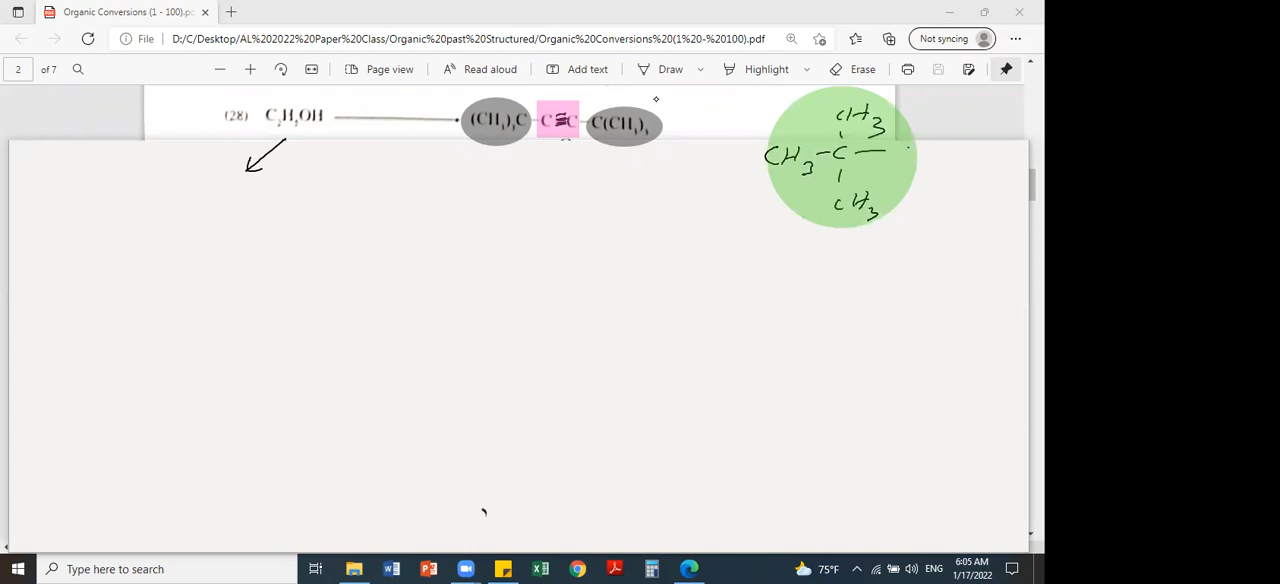 Organic Conversions (1 - 100).pd
Not syncing
File | D:/C/Desktop/AL%202022%20Paper%20Class/Organic%20past%20Structured/Organic%20Conversions%20(1%20-%20100).pdf
2 of 7 Page view Read aloud Add text Draw Highlight Erase
(28) C₂H₅OH (CH₃)₃C - C≡C - C(CH₃)₃
CH3
CH3 - C -
CH3
Type here to search
75°F ENG 6:05 AM
1/17/2022